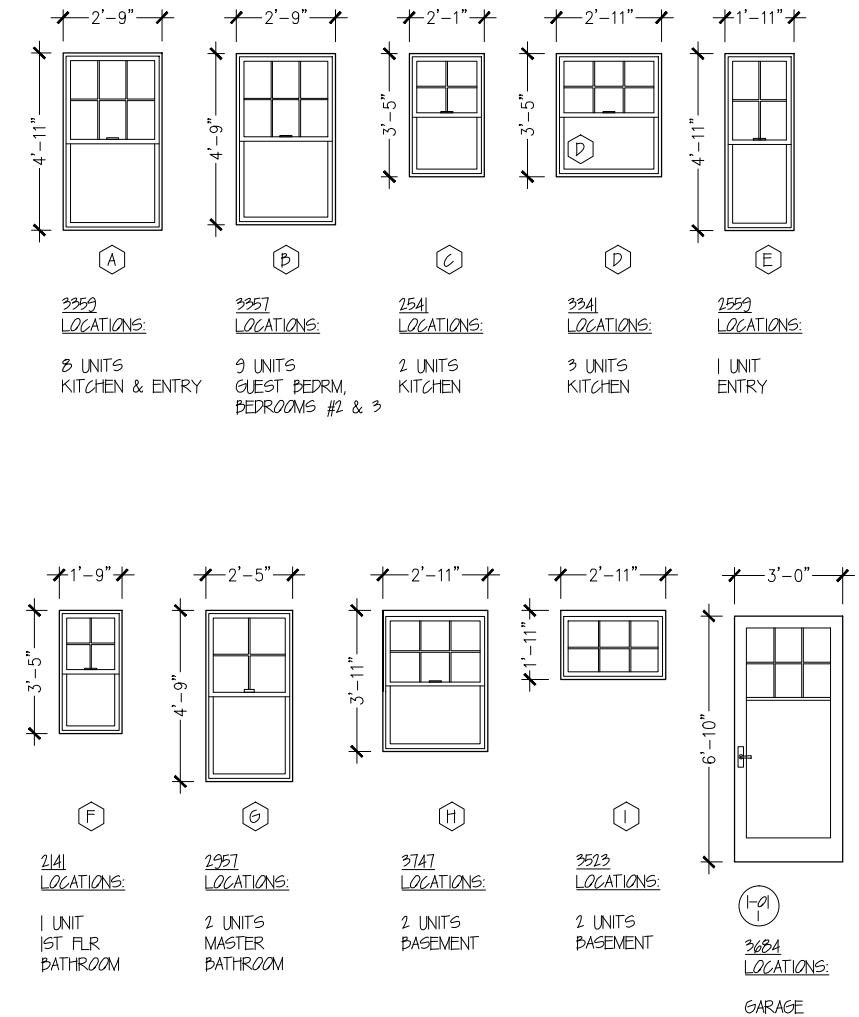 2'-9" 2'-9" 2'-1" 2'-11" 1'-11"
4'-11" 4'-9" 3'-5" 3'-5" 4'-11"
D
A B C D E
3359 3357 2541 3341 2559
LOCATIONS: LOCATIONS: LOCATIONS: LOCATIONS: LOCATIONS:
8 UNITS 9 UNITS 2 UNITS 3 UNITS 1 UNIT
KITCHEN & ENTRY GUEST BEDRM, KITCHEN KITCHEN ENTRY
BEDROOMS #2 & 3
1'-9" 2'-5" 2'-11" 2'-11" 3'-0"
3'-5" 4'-9" 3'-11" 1'-11" 6'-10"
F G H I
2141 2957 3747 3523
LOCATIONS: LOCATIONS: LOCATIONS: LOCATIONS:
1 UNIT 2 UNITS 2 UNITS 2 UNITS
1ST FLR MASTER BASEMENT BASEMENT
BATHROOM BATHROOM
1-01
1
3684
LOCATIONS:
GARAGE